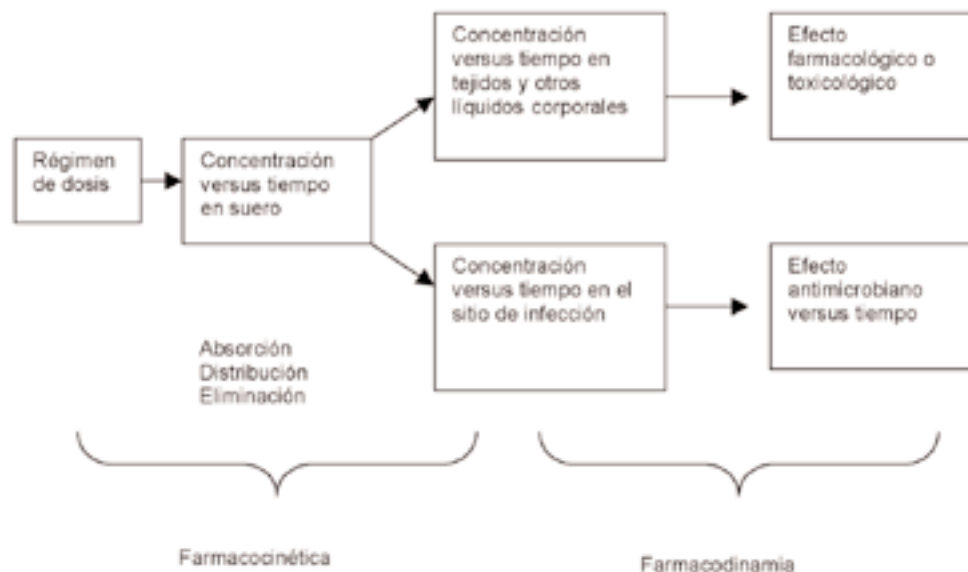 Régimen
de dosis
Concentración
versus tiempo
en suero
Concentración
versus tiempo en
tejidos y otros
líquidos corporales
Efecto
farmacológico o
toxicológico
Concentración
versus tiempo en el
sitio de infección
Efecto
antimicrobiano
versus tiempo
Absorción
Distribución
Eliminación
Farmacocinética
Farmacodinamia